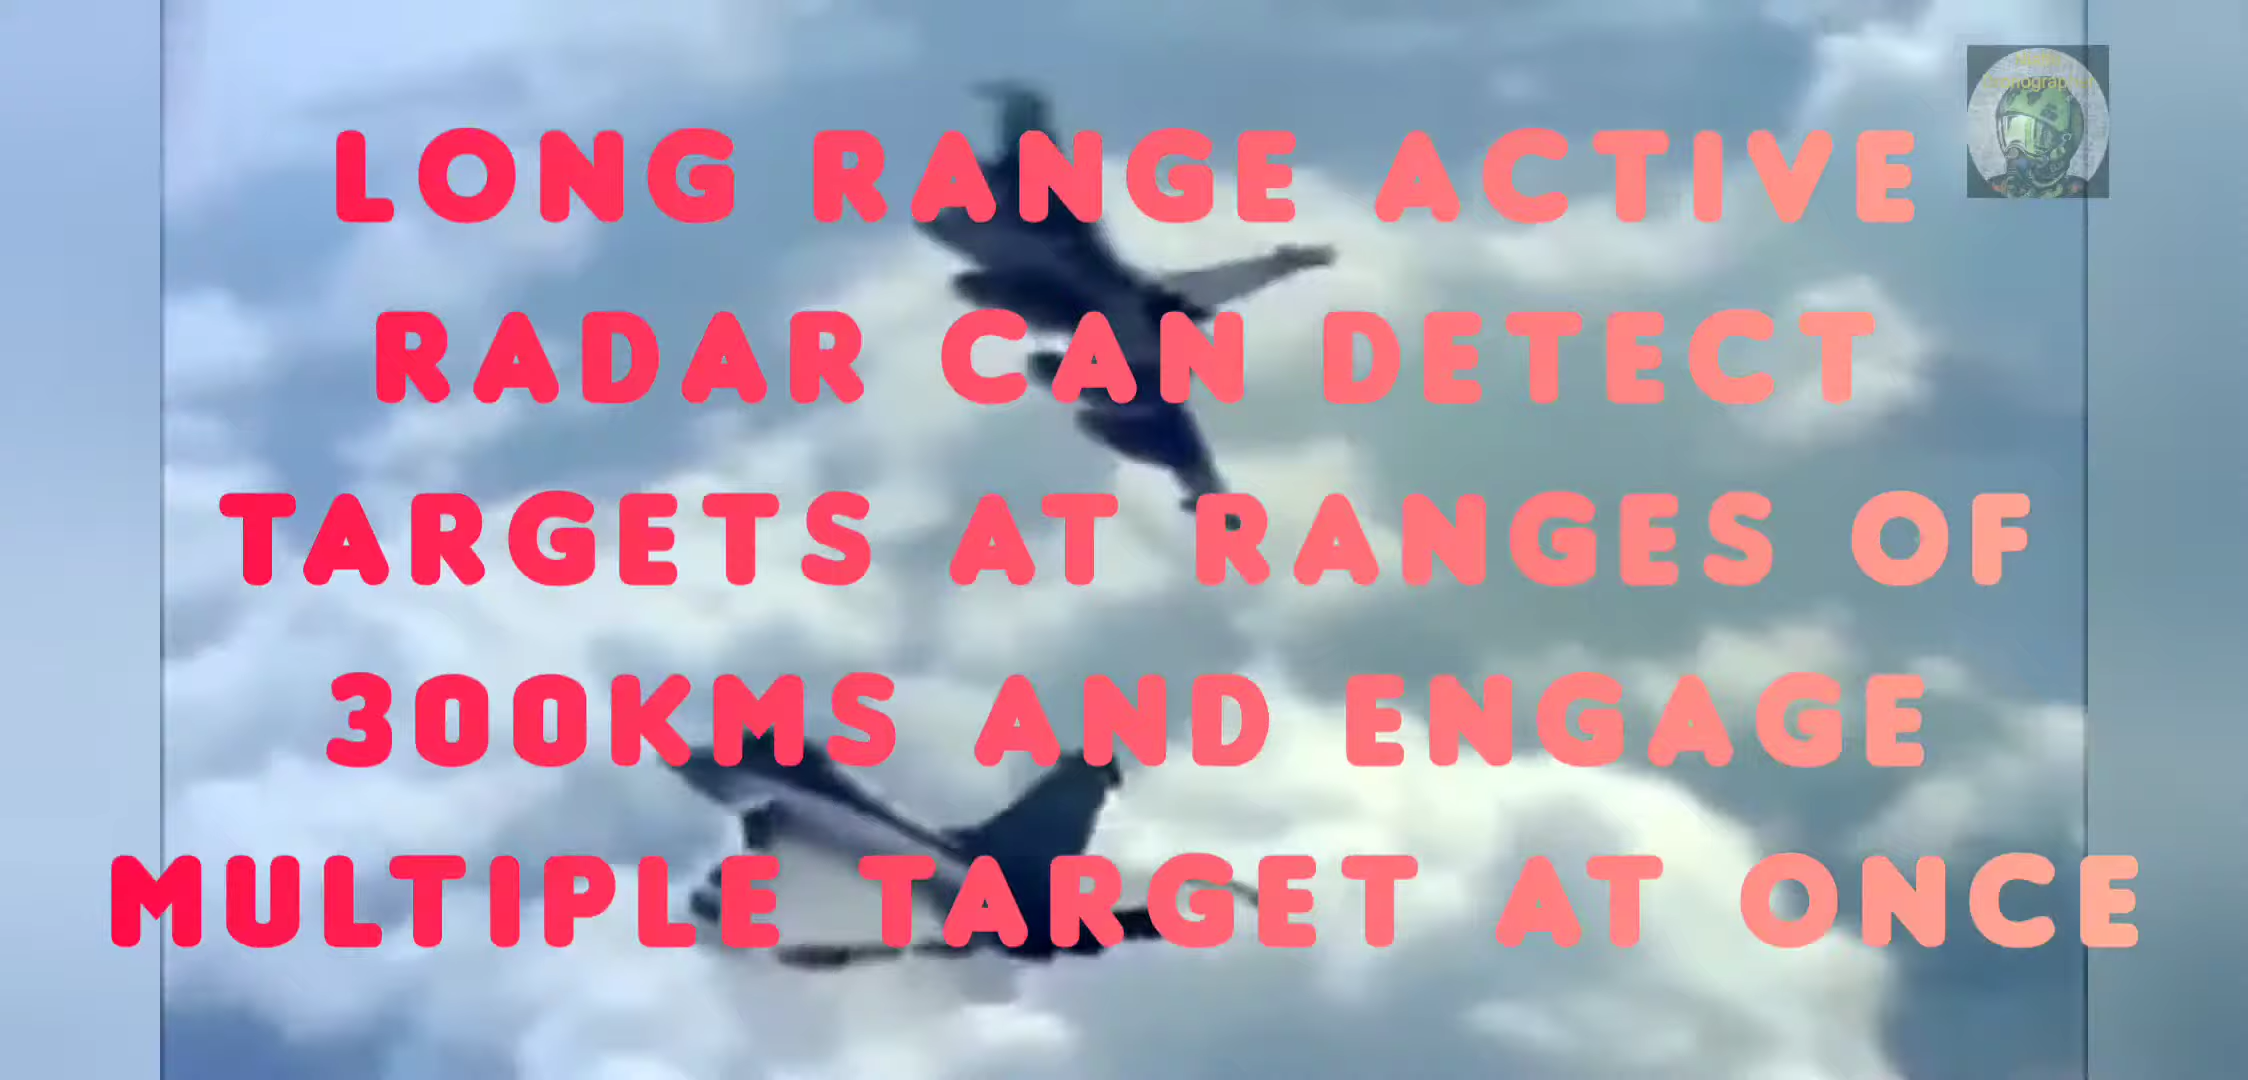 LONG RANGE ACTIVE
RADAR CAN DETECT
TARGETS AT RANGES OF
300KMS AND ENGAGE
MULTIPLE TARGET AT ONCE